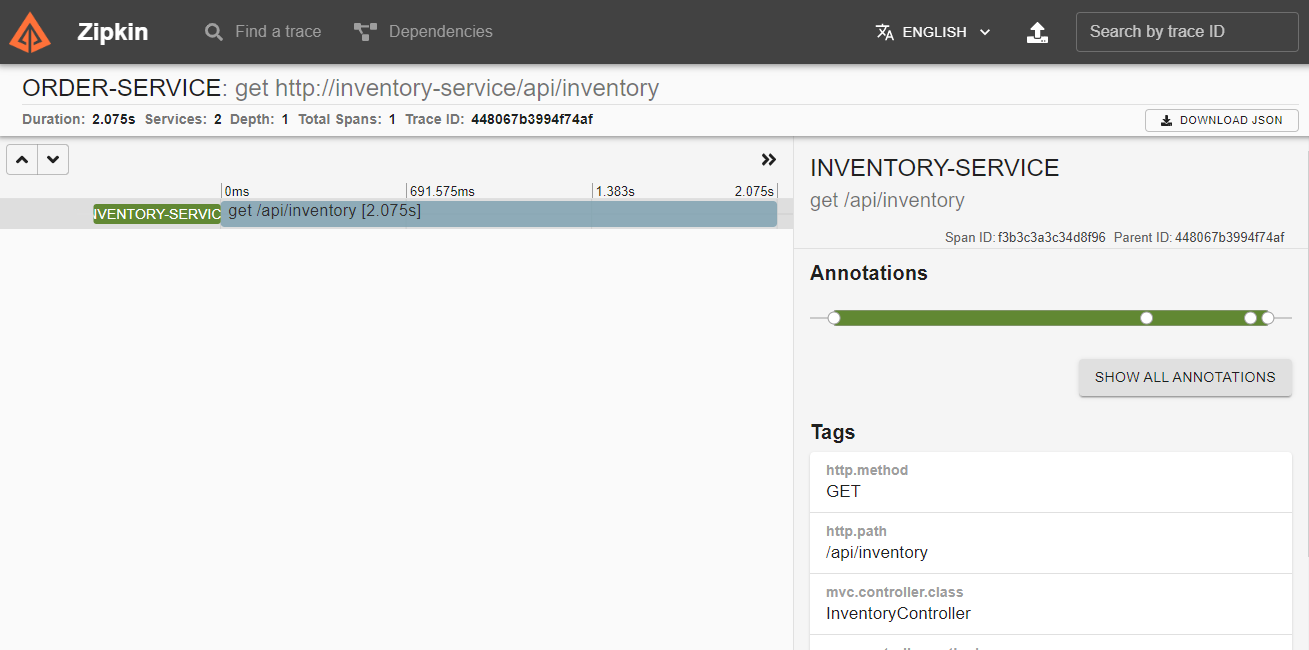 Zipkin Find a trace Dependencies ENGLISH Search by trace ID
ORDER-SERVICE: get http://inventory-service/api/inventory
Duration: 2.075s Services: 2 Depth: 1 Total Spans: 1 Trace ID: 448067b3994f74af
DOWNLOAD JSON
0ms 691.575ms 1.383s 2.075s
NVENTORY-SERVIC get /api/inventory [2.075s]
INVENTORY-SERVICE
get /api/inventory
Span ID: f3b3c3a3c34d8f96 Parent ID: 448067b3994f74af
Annotations
SHOW ALL ANNOTATIONS
Tags
http.method
GET
http.path
/api/inventory
mvc.controller.class
InventoryController